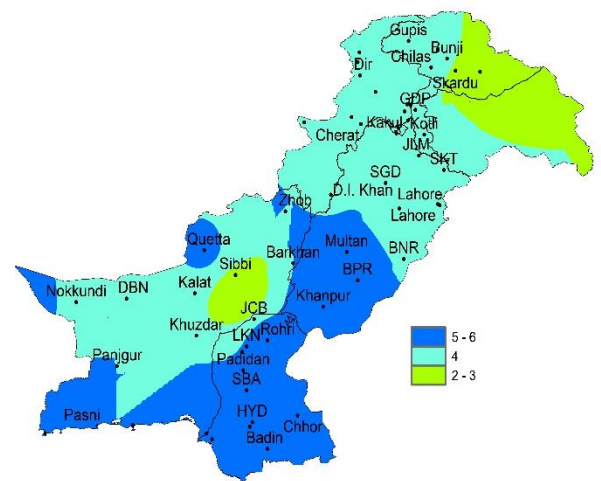 Gupis
Bunji
Chilas
Dir
Skardu
GDP
Kakul
Kotli
Cherat
JLM
SKT
SGD
D.I. Khan
Lahore
Zhob
Lahore
Quetta
Multan
BNR
Barkhan
Sibbi
BPR
Nokkundi
DBN
Kalat
Khanpur
JCB
Khuzdar
Rohri
5 - 6
LKN
4
Panjgur
Padidan
2 - 3
SBA
Pasni
HYD
Chhor
Badin